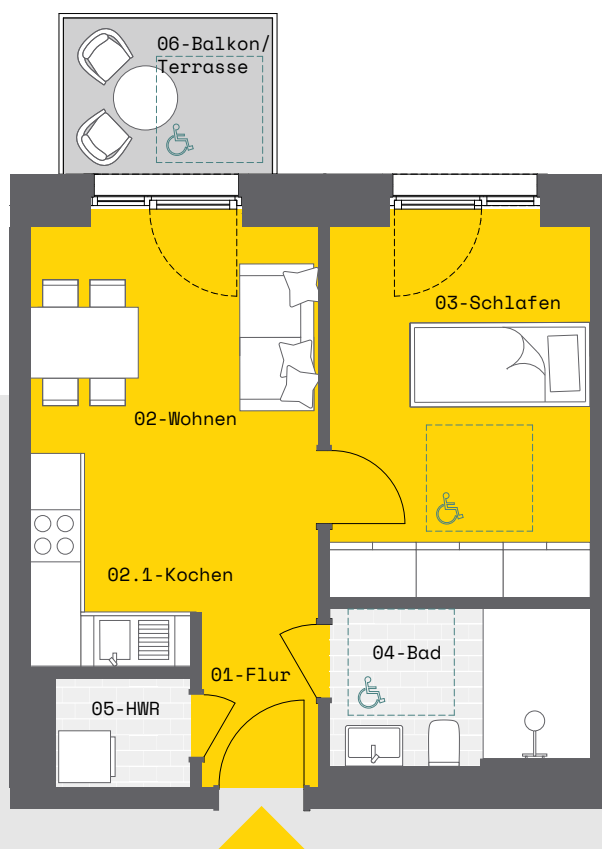 06-Balkon/
Terrasse
03-Schlafen
02-Wohnen
02.1-Kochen
04-Bad
01-Flur
05-HWR